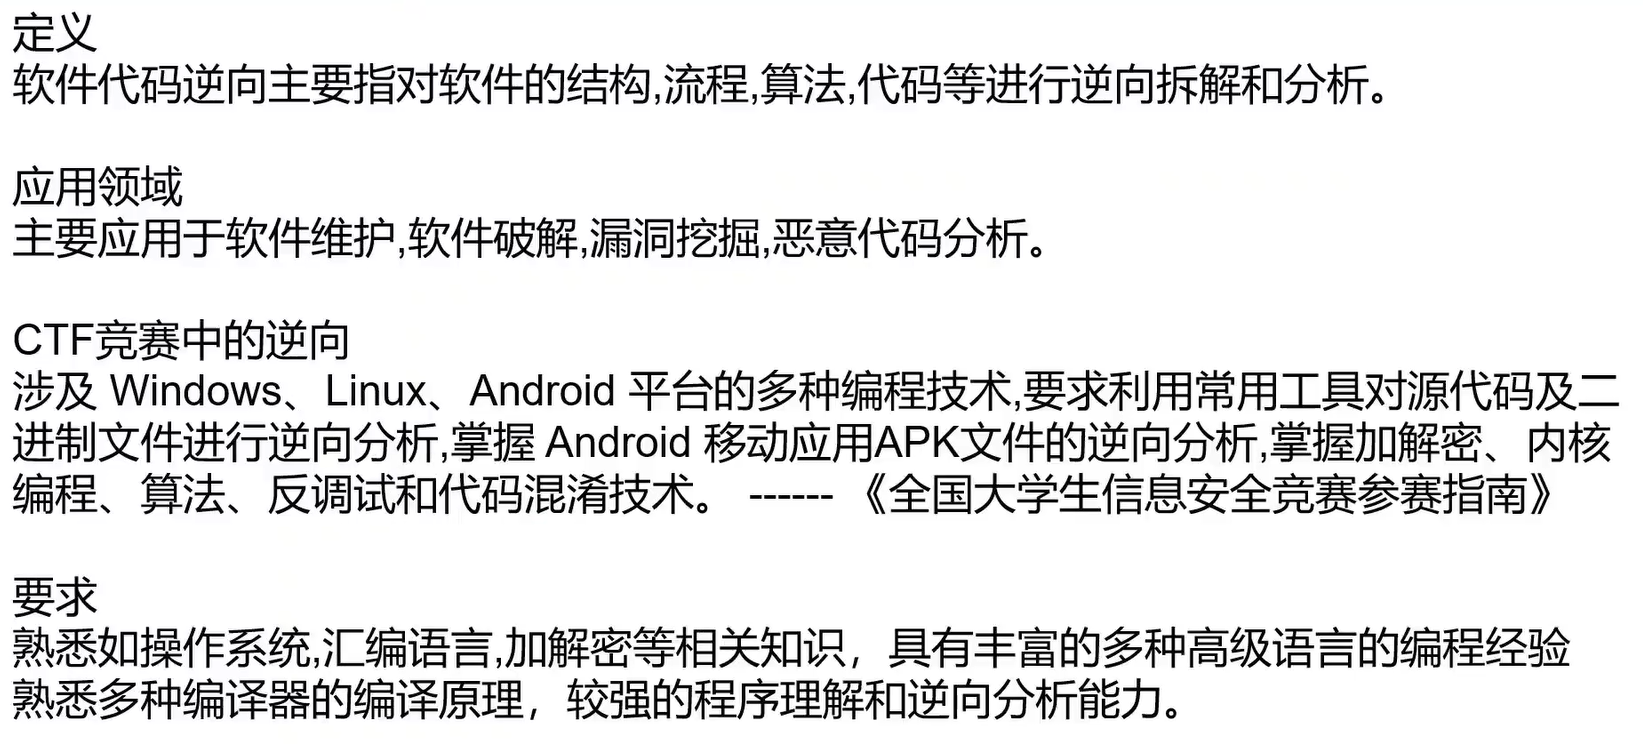 定义
软件代码逆向主要指对软件的结构,流程,算法,代码等进行逆向拆解和分析。
应用领域
主要应用于软件维护,软件破解,漏洞挖掘,恶意代码分析。
CTF竞赛中的逆向
涉及 Windows、Linux、Android 平台的多种编程技术,要求利用常用工具对源代码及二
进制文件进行逆向分析,掌握 Android 移动应用APK文件的逆向分析,掌握加解密、内核
编程、算法、反调试和代码混淆技术。 ------ 《全国大学生信息安全竞赛参赛指南》
要求
熟悉如操作系统,汇编语言,加解密等相关知识，具有丰富的多种高级语言的编程经验
熟悉多种编译器的编译原理，较强的程序理解和逆向分析能力。